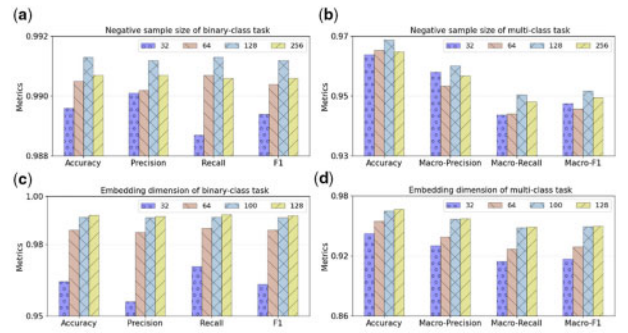 (a)
Negative sample size of binary-class task
0.992
0.990
0.988
Metrics
32 64 128 256
Accuracy Precision Recall F1
(b)
Negative sample size of multi-class task
0.97
0.95
0.93
Metrics
32 64 128 256
Accuracy Macro-Precision Macro-Recall Macro-F1
(c)
Embedding dimension of binary-class task
1.00
0.98
0.95
Metrics
32 64 100 128
Accuracy Precision Recall F1
(d)
Embedding dimension of multi-class task
0.98
0.92
0.86
Metrics
32 64 100 128
Accuracy Macro-Precision Macro-Recall Macro-F1